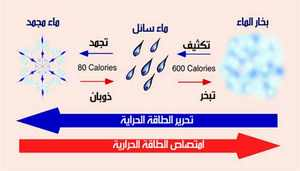 بخار الماء
ماء سائل
ماء مجمد
تكثيف
تجمد
600 Calories
80 Calories
تبخر
ذوبان
تحرير الطاقة الحراية
امتصاص الطاقة الحرارية